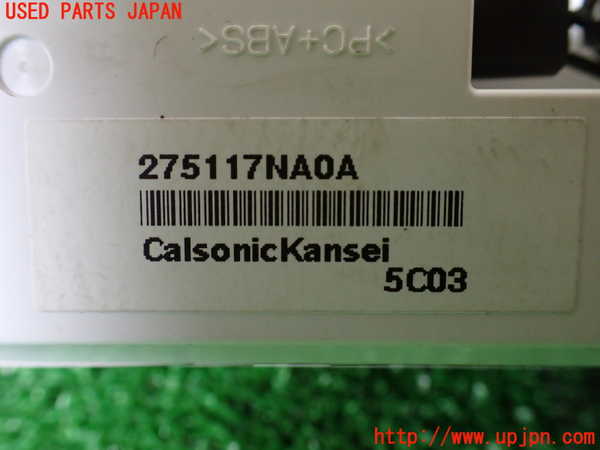 USED PARTS JAPAN
>PC+ABS<
275117NA0A
CalsonicKansei
5C03
http://www.upjpn.com